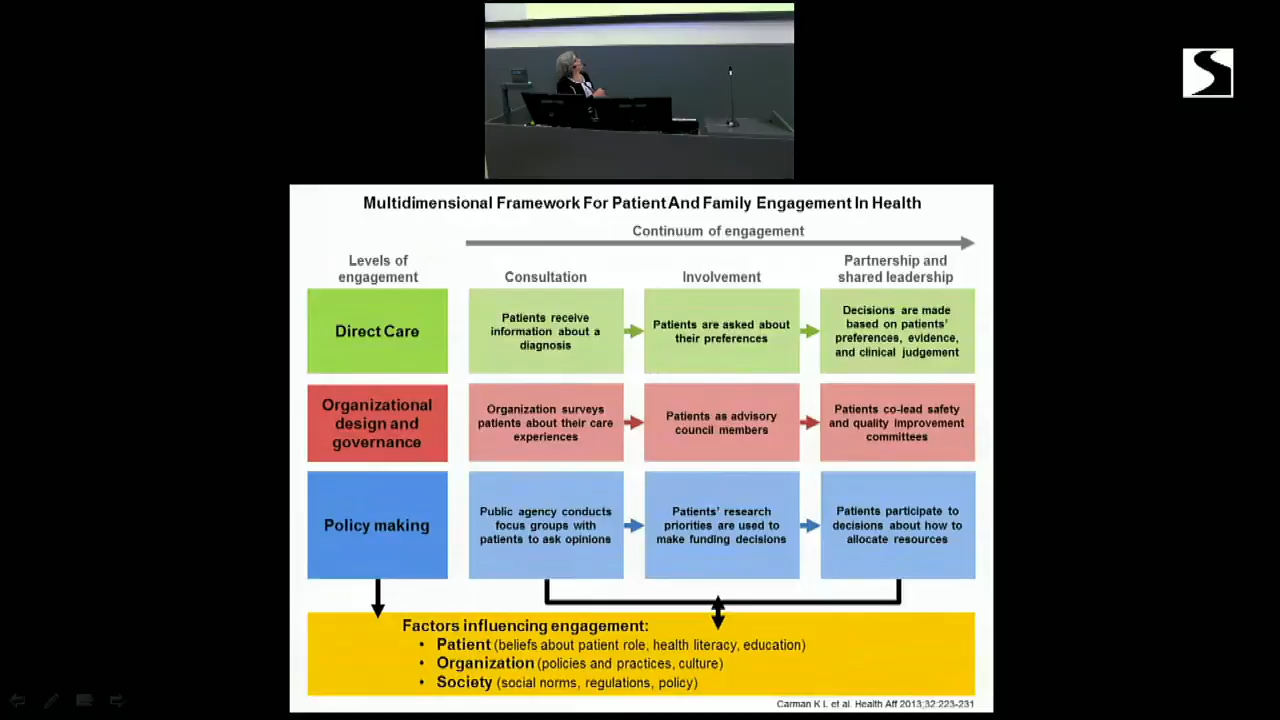 Multidimensional Framework For Patient And Family Engagement In Health
Continuum of engagement
Levels of
engagement
Consultation
Involvement
Partnership and
shared leadership
Direct Care
Patients receive
information about a
diagnosis
Patients are asked about
their preferences
Decisions are made
based on patients'
preferences, evidence,
and clinical judgement
Organizational
design and
governance
Organization surveys
patients about their care
experiences
Patients as advisory
council members
Patients co-lead safety
and quality improvement
committees
Policy making
Public agency conducts
focus groups with
patients to ask opinions
Patients' research
priorities are used to
make funding decisions
Patients participate to
decisions about how to
allocate resources
Factors influencing engagement:
• Patient (beliefs about patient role, health literacy, education)
• Organization (policies and practices, culture)
• Society (social norms, regulations, policy)
Carman K L et al. Health Aff 2013;32:223-231